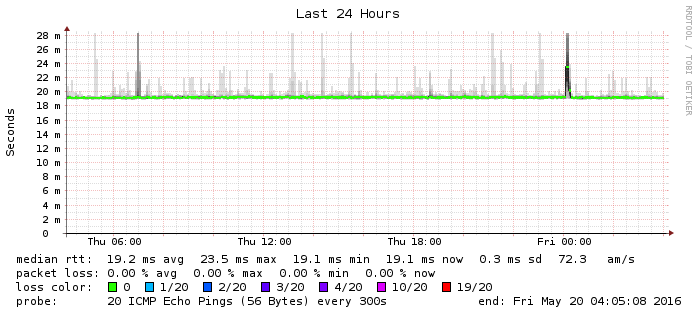 Last 24 Hours
RRDTOOL / TOBI OETIKER
Seconds
28 m
26 m
24 m
22 m
20 m
18 m
16 m
14 m
12 m
10 m
8 m
6 m
4 m
2 m
0
Thu 06:00 Thu 12:00 Thu 18:00 Fri 00:00
median rtt: 19.2 ms avg 23.5 ms max 19.1 ms min 19.1 ms now 0.3 ms sd 72.3 am/s
packet loss: 0.00 % avg 0.00 % max 0.00 % min 0.00 % now
loss color: 0 1/20 2/20 3/20 4/20 10/20 19/20
probe: 20 ICMP Echo Pings (56 Bytes) every 300s end: Fri May 20 04:05:08 2016